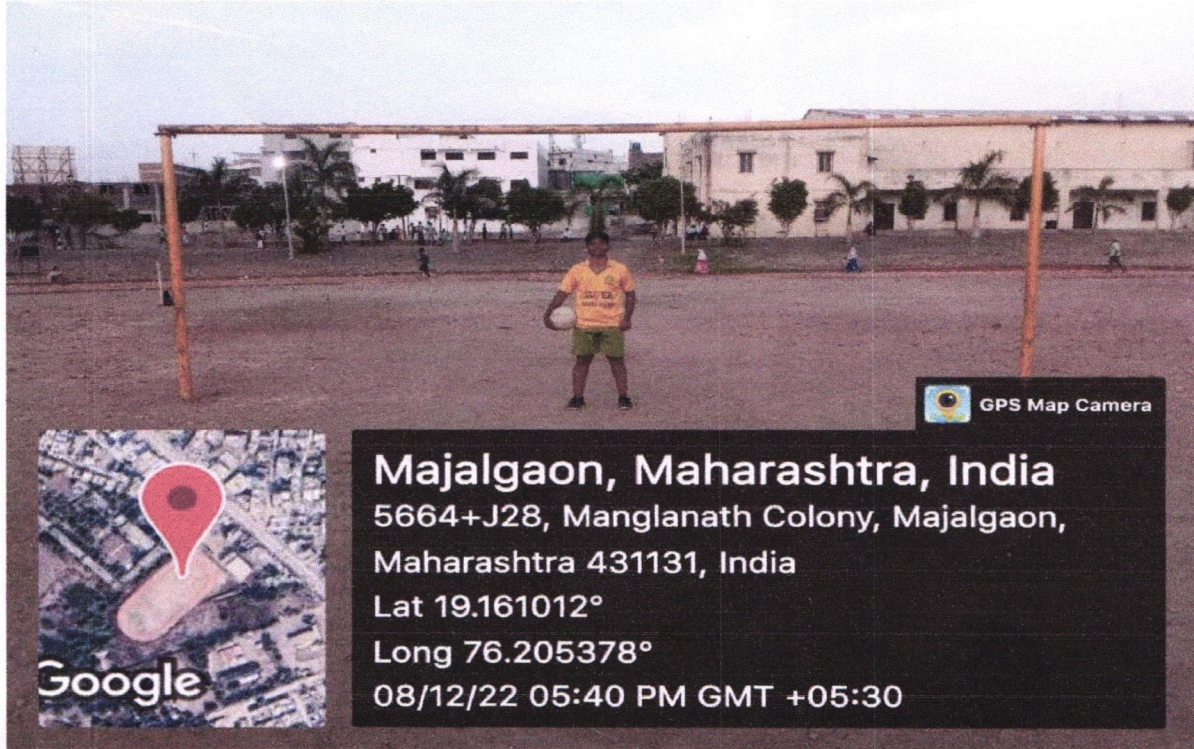 GPS Map Camera
Majalgaon, Maharashtra, India
5664+J28, Manglanath Colony, Majalgaon,
Maharashtra 431131, India
Lat 19.161012°
Long 76.205378°
08/12/22 05:40 PM GMT +05:30
Google